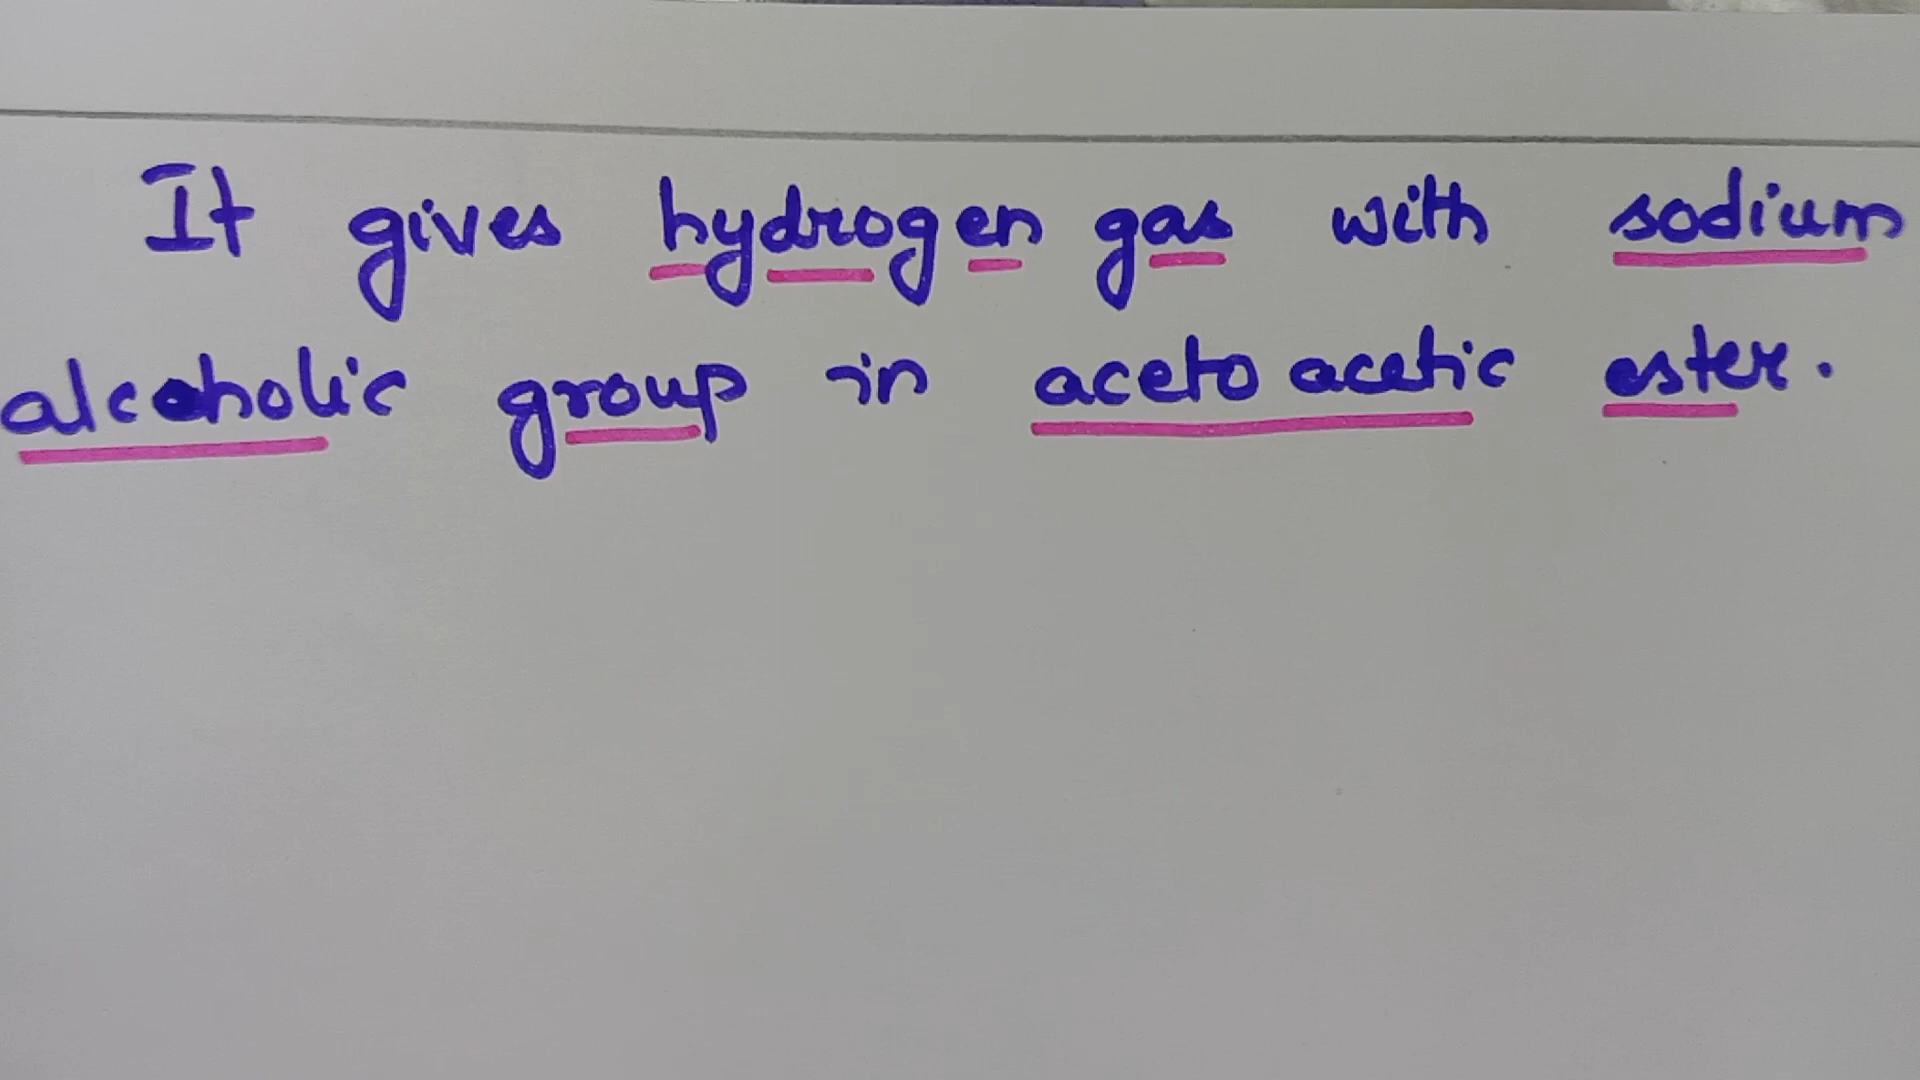 It gives hydrogen gas with sodium
alcoholic group in aceto acetic ester.